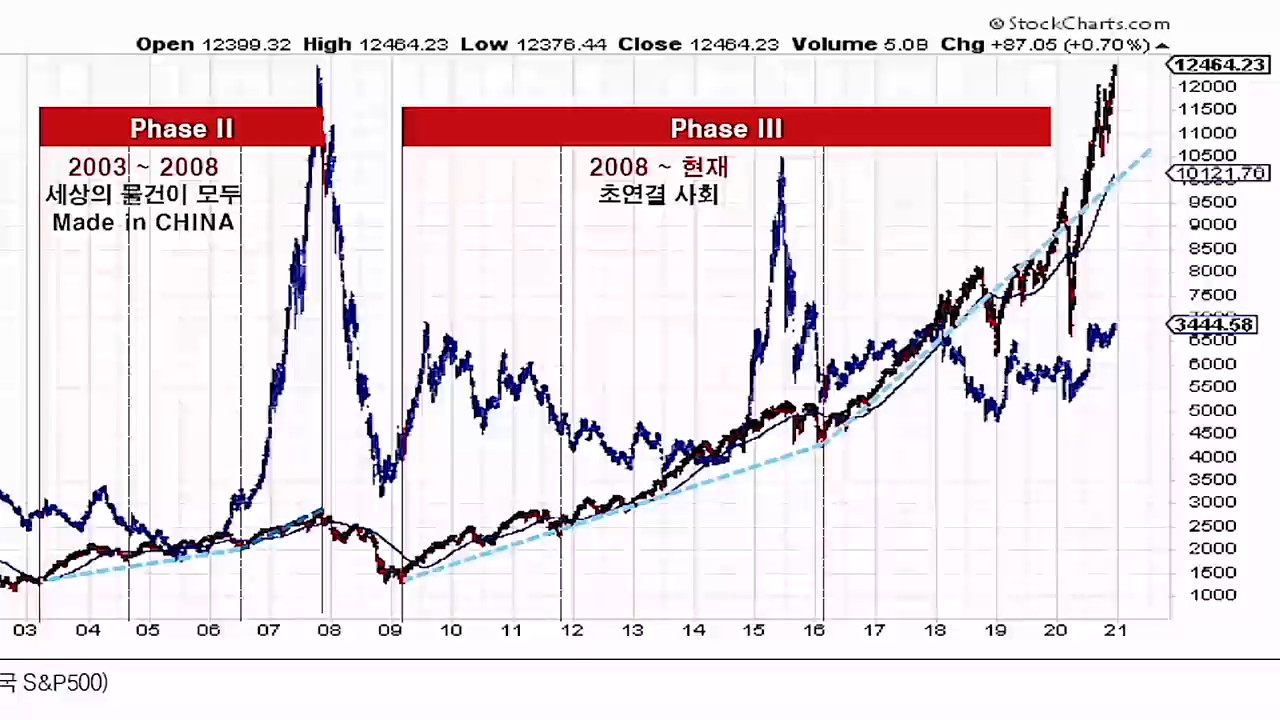 © StockCharts.com
Open 12399.32 High 12464.23 Low 12376.44 Close 12464.23 Volume 5.0B Chg +87.05 (+0.70%)
Phase II
2003 ~ 2008
세상의 물건이 모두
Made in CHINA
Phase III
2008 ~ 현재
초연결 사회
12464.23
12000
11500
11000
10500
10121.70
9500
9000
8500
8000
7500
3444.58
6500
6000
5500
5000
4500
4000
3500
3000
2500
2000
1500
1000
03 04 05 06 07 08 09 10 11 12 13 14 15 16 17 18 19 20 21
국 S&P500)